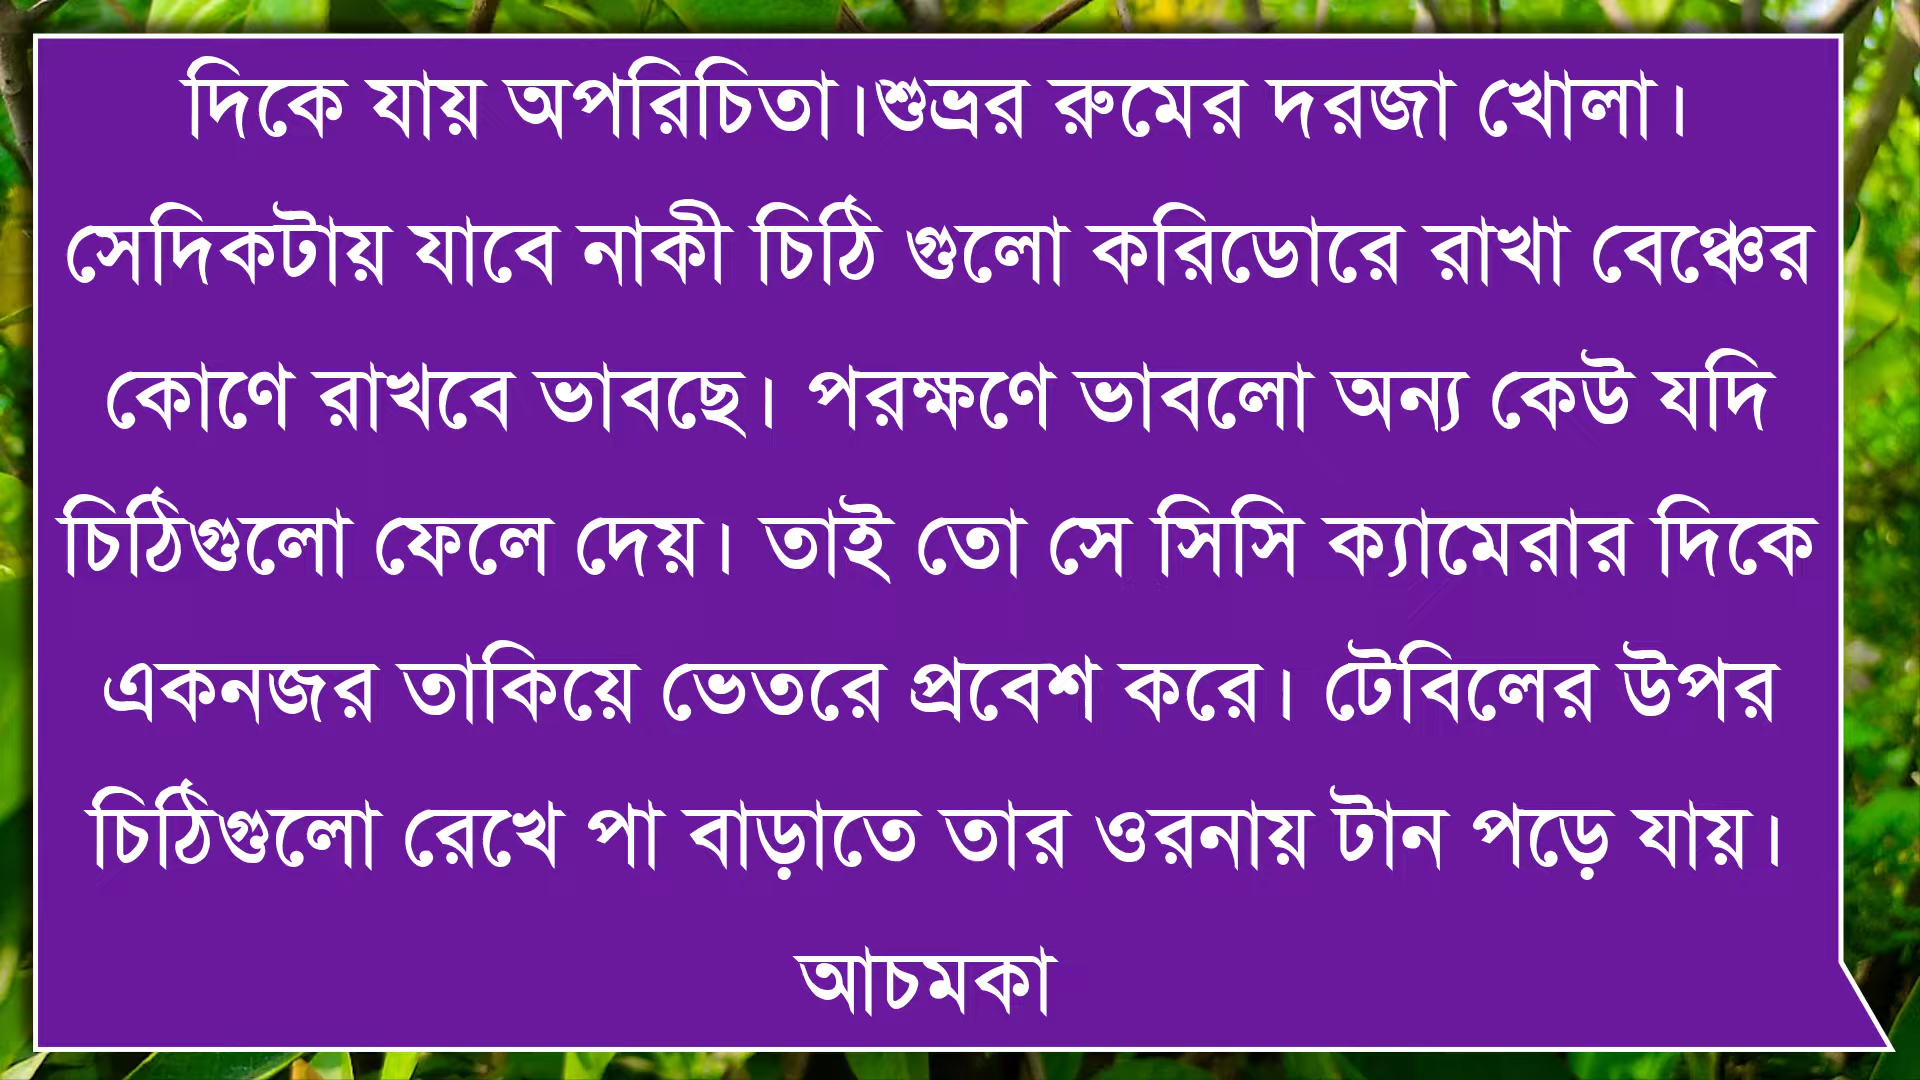 দিকে যায় অপরিচিতা।শুভ্রর রুমের দরজা খোলা।
সেদিকটায় যাবে নাকী চিঠি গুলো করিডোরে রাখা বেঞ্চের
কোণে রাখবে ভাবছে। পরক্ষণে ভাবলো অন্য কেউ যদি
চিঠিগুলো ফেলে দেয়। তাই তো সে সিসি ক্যামেরার দিকে
একনজর তাকিয়ে ভেতরে প্রবেশ করে। টেবিলের উপর
চিঠিগুলো রেখে পা বাড়াতে তার ওরনায় টান পড়ে যায়।
আচমকা